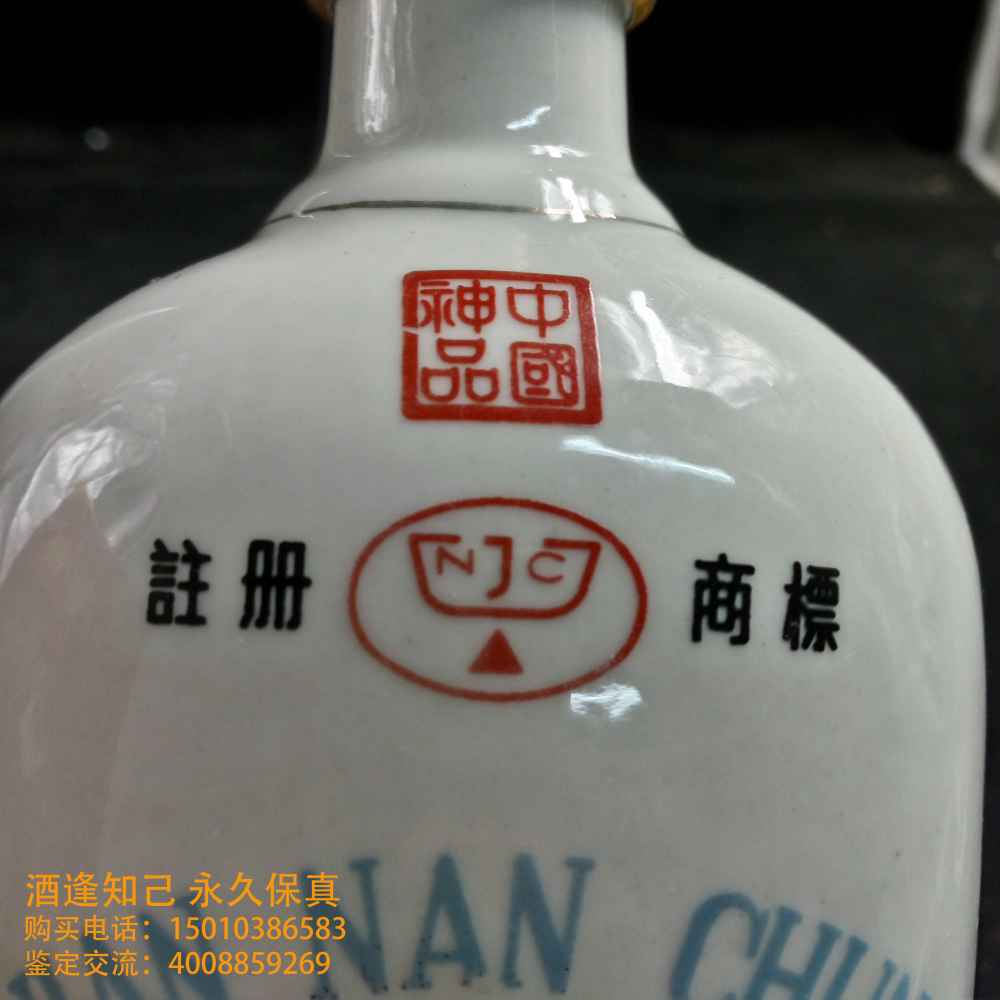 中國
神品
註册 NJC 商標
NAN
酒逢知己 永久保真
购买电话：15010386583
鉴定交流：4008859269